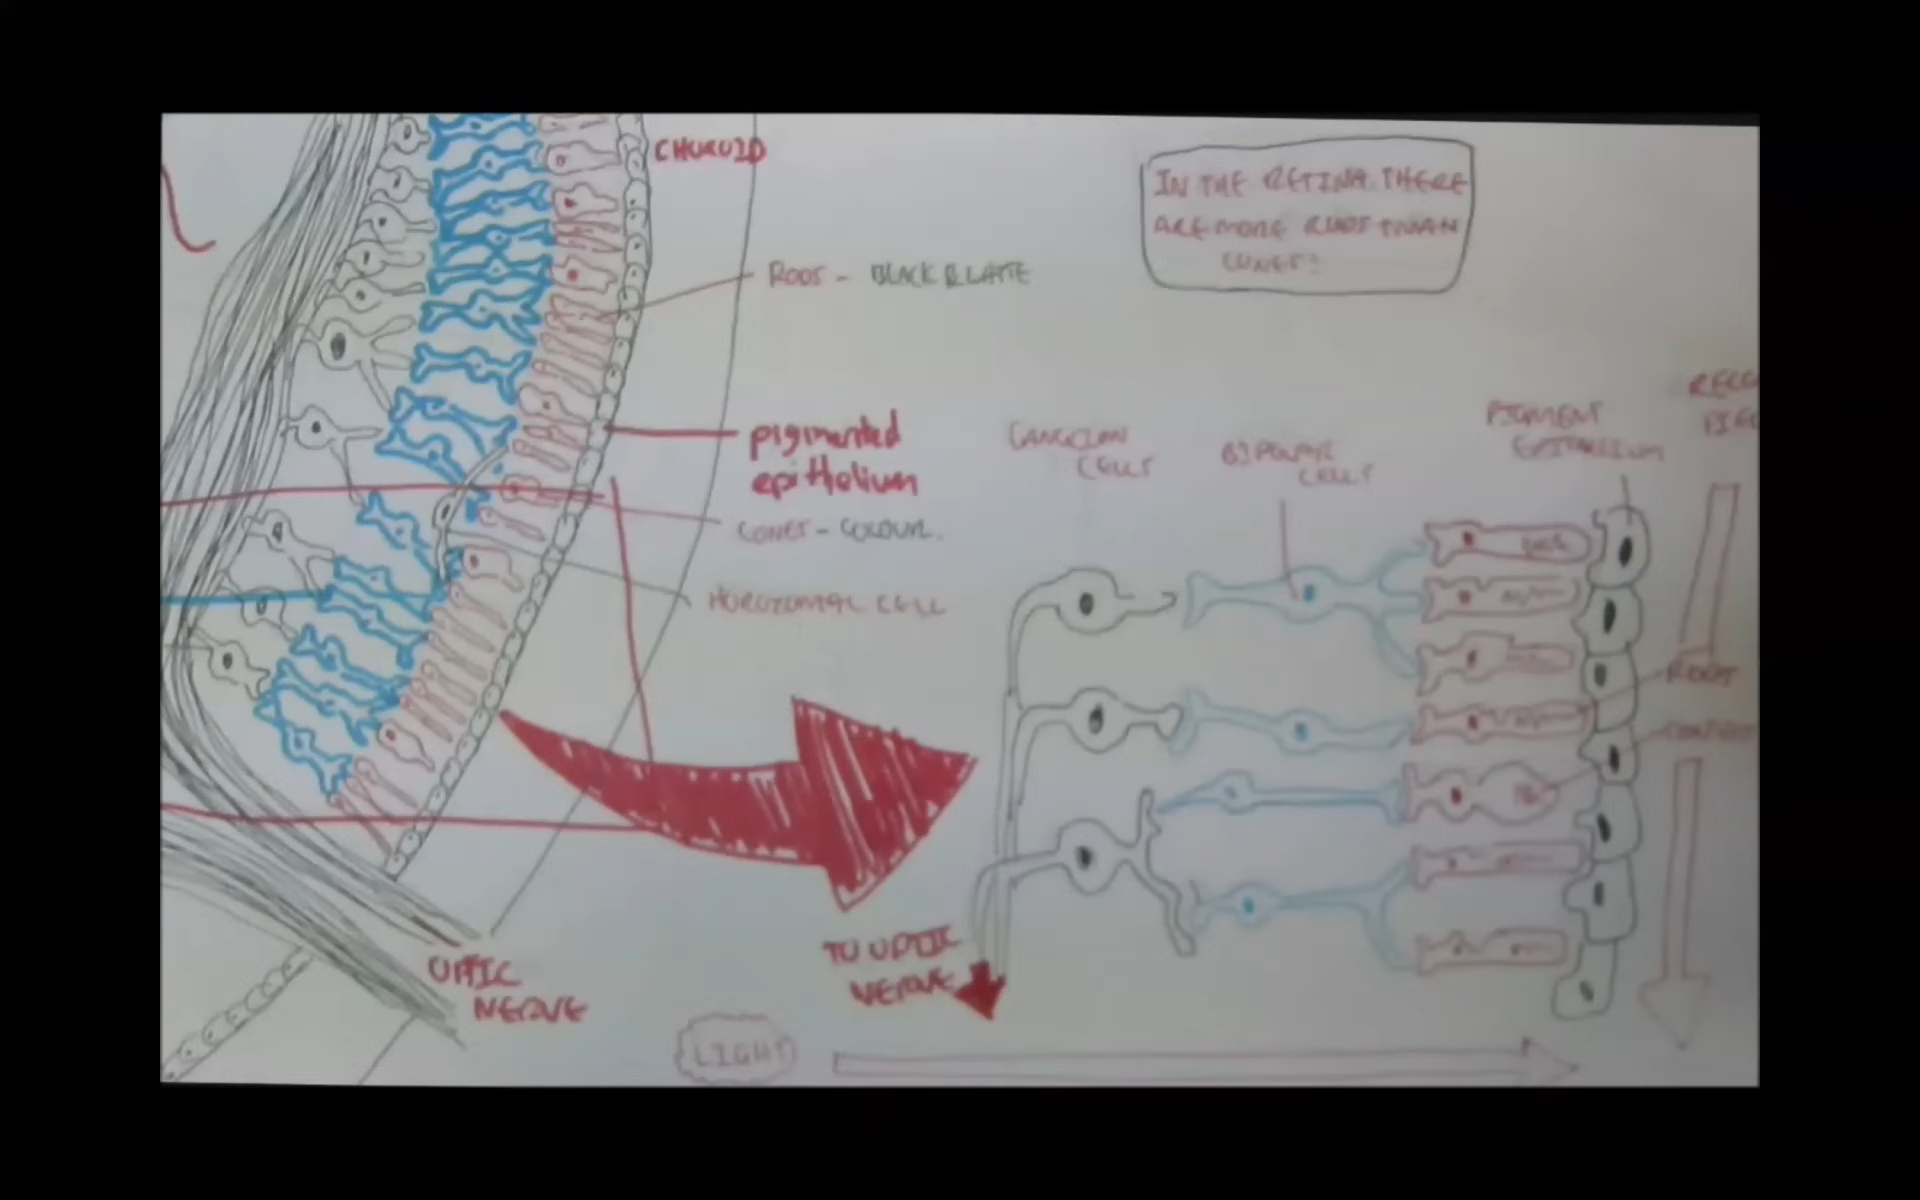 CHOROID
IN THE RETINA THERE
ARE MORE RODS THAN
CONES!
RODS - BLACK & WHITE
pigmented
epithelium
CONES - COLOUR.
HOROZONTAL CELL
GANGLION
CELLS
BIPOLAR
CELLS
PIGMENT
EPITHELIUM
RODS
OPTIC
NERVE
TO OPTIC
NERVE
LIGHT